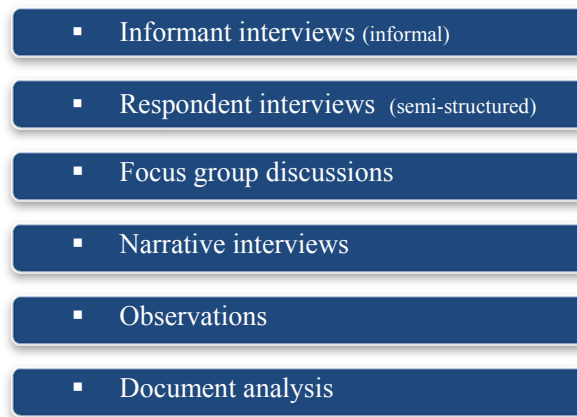 ▪ Informant interviews (informal)
▪ Respondent interviews (semi-structured)
▪ Focus group discussions
▪ Narrative interviews
▪ Observations
▪ Document analysis